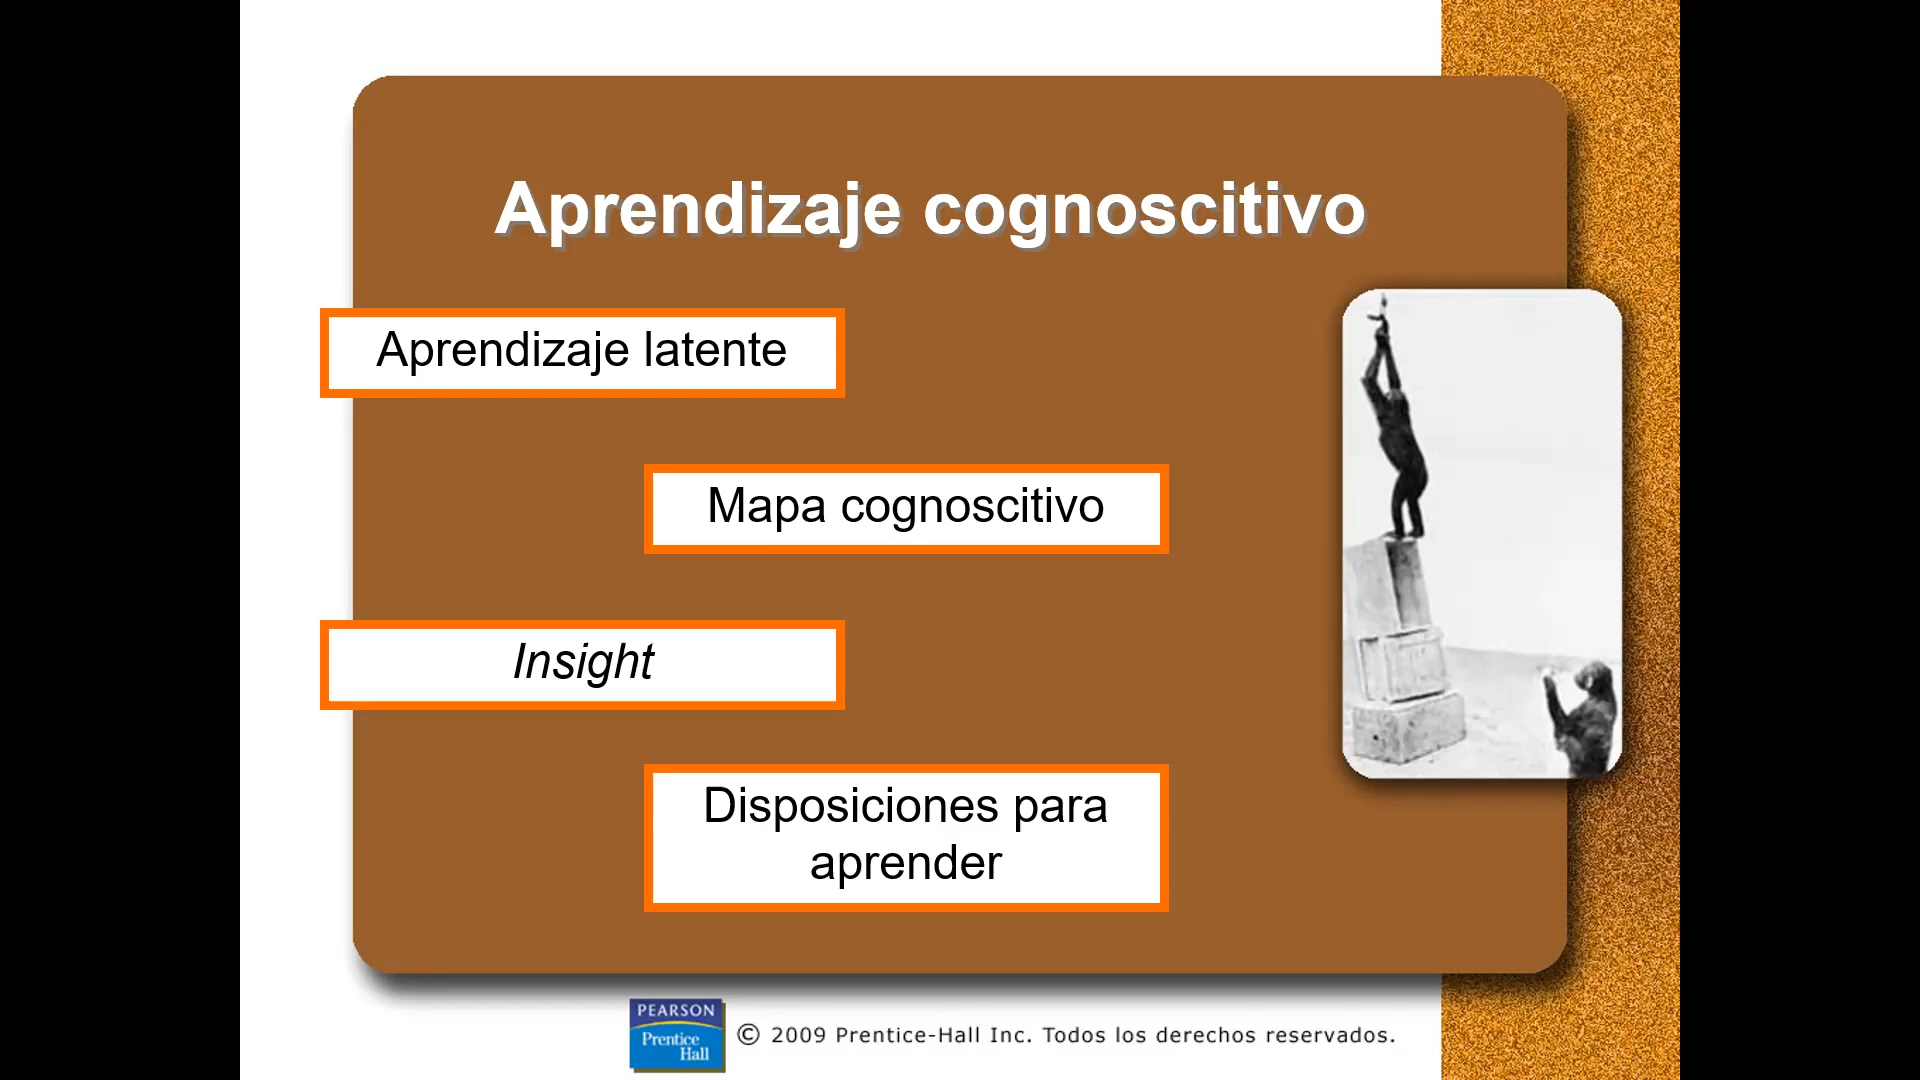 Aprendizaje cognoscitivo
Aprendizaje latente
Mapa cognoscitivo
Insight
Disposiciones para
aprender
PEARSON
Prentice
Hall
© 2009 Prentice-Hall Inc. Todos los derechos reservados.